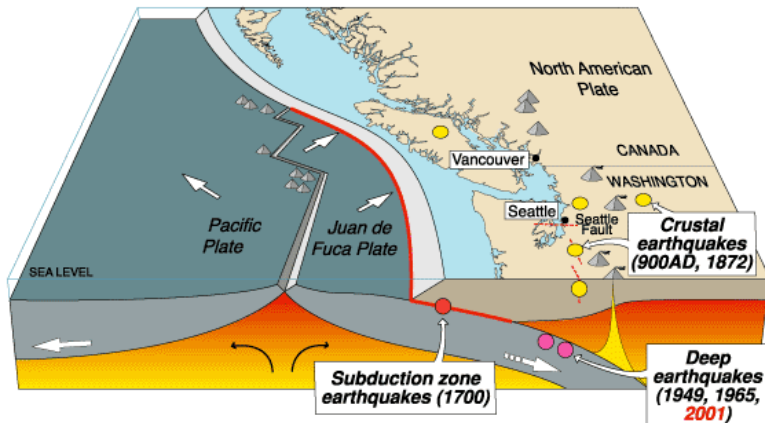 North American
Plate
CANADA
Vancouver
WASHINGTON
Seattle
Seattle
Fault
Crustal
earthquakes
(900AD, 1872)
Pacific
Plate
Juan de
Fuca Plate
SEA LEVEL
Subduction zone
earthquakes (1700)
Deep
earthquakes
(1949, 1965,
2001)